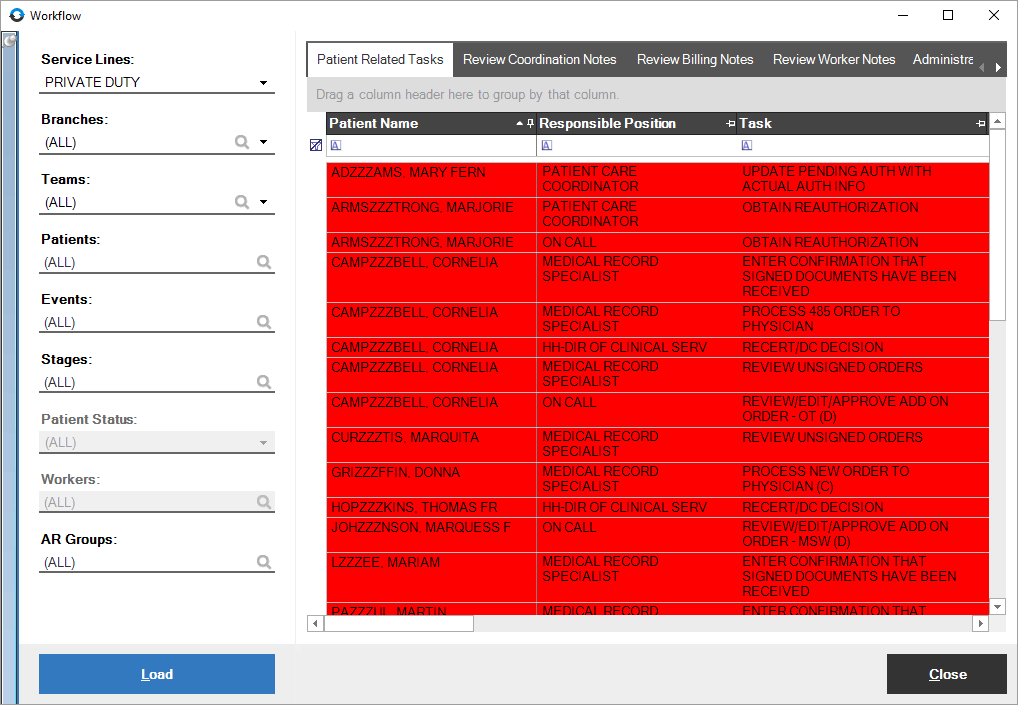 Workflow
Service Lines:
PRIVATE DUTY
Branches:
(ALL)
Teams:
(ALL)
Patients:
(ALL)
Events:
(ALL)
Stages:
(ALL)
Patient Status:
(ALL)
Workers:
(ALL)
AR Groups:
(ALL)
Load
Patient Related Tasks Review Coordination Notes Review Billing Notes Review Worker Notes Administra
Drag a column header here to group by that column.
Patient Name Responsible Position Task
A A A
ADZZZAMS, MARY FERN PATIENT CARE UPDATE PENDING AUTH WITH
COORDINATOR ACTUAL AUTH INFO
ARMSZZZTRONG, MARJORIE PATIENT CARE OBTAIN REAUTHORIZATION
COORDINATOR
ARMSZZZTRONG, MARJORIE ON CALL OBTAIN REAUTHORIZATION
CAMPZZZBELL, CORNELIA MEDICAL RECORD ENTER CONFIRMATION THAT
SPECIALIST SIGNED DOCUMENTS HAVE BEEN
RECEIVED
CAMPZZZBELL, CORNELIA MEDICAL RECORD PROCESS 485 ORDER TO
SPECIALIST PHYSICIAN
CAMPZZZBELL, CORNELIA HH-DIR OF CLINICAL SERV RECERT/DC DECISION
CAMPZZZBELL, CORNELIA MEDICAL RECORD REVIEW UNSIGNED ORDERS
SPECIALIST
CAMPZZZBELL, CORNELIA ON CALL REVIEW/EDIT/APPROVE ADD ON
ORDER - OT (D)
CURZZZTIS, MARQUITA MEDICAL RECORD REVIEW UNSIGNED ORDERS
SPECIALIST
GRIZZZFFIN, DONNA MEDICAL RECORD PROCESS NEW ORDER TO
SPECIALIST PHYSICIAN (C)
HOPZZZKINS, THOMAS FR HH-DIR OF CLINICAL SERV RECERT/DC DECISION
JOHZZZNSON, MARQUESS F ON CALL REVIEW/EDIT/APPROVE ADD ON
ORDER - MSW (D)
LZZZEE, MARIAM MEDICAL RECORD ENTER CONFIRMATION THAT
SPECIALIST SIGNED DOCUMENTS HAVE BEEN
RECEIVED
MARTIN MEDICAL RECORD ENTER CONFIRMATION THAT
Close